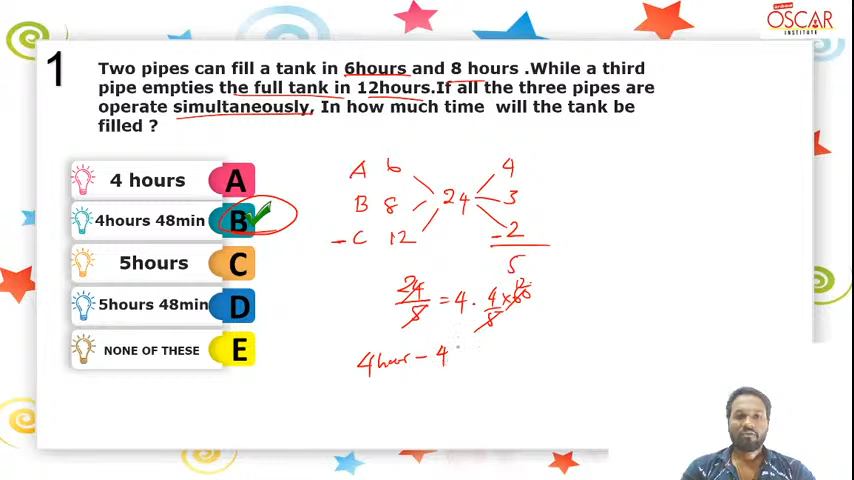 OSCAR
INSTITUTE
1
Two pipes can fill a tank in 6hours and 8 hours .While a third
pipe empties the full tank in 12hours.If all the three pipes are
operate simultaneously, In how much time will the tank be
filled ?
4 hours A
4hours 48min B
5hours C
5hours 48min D
NONE OF THESE E
A 6 24 4
B 8 3
- C 12 -2
5
24/5 = 4 . 4/5 × 60 12
4hour - 4